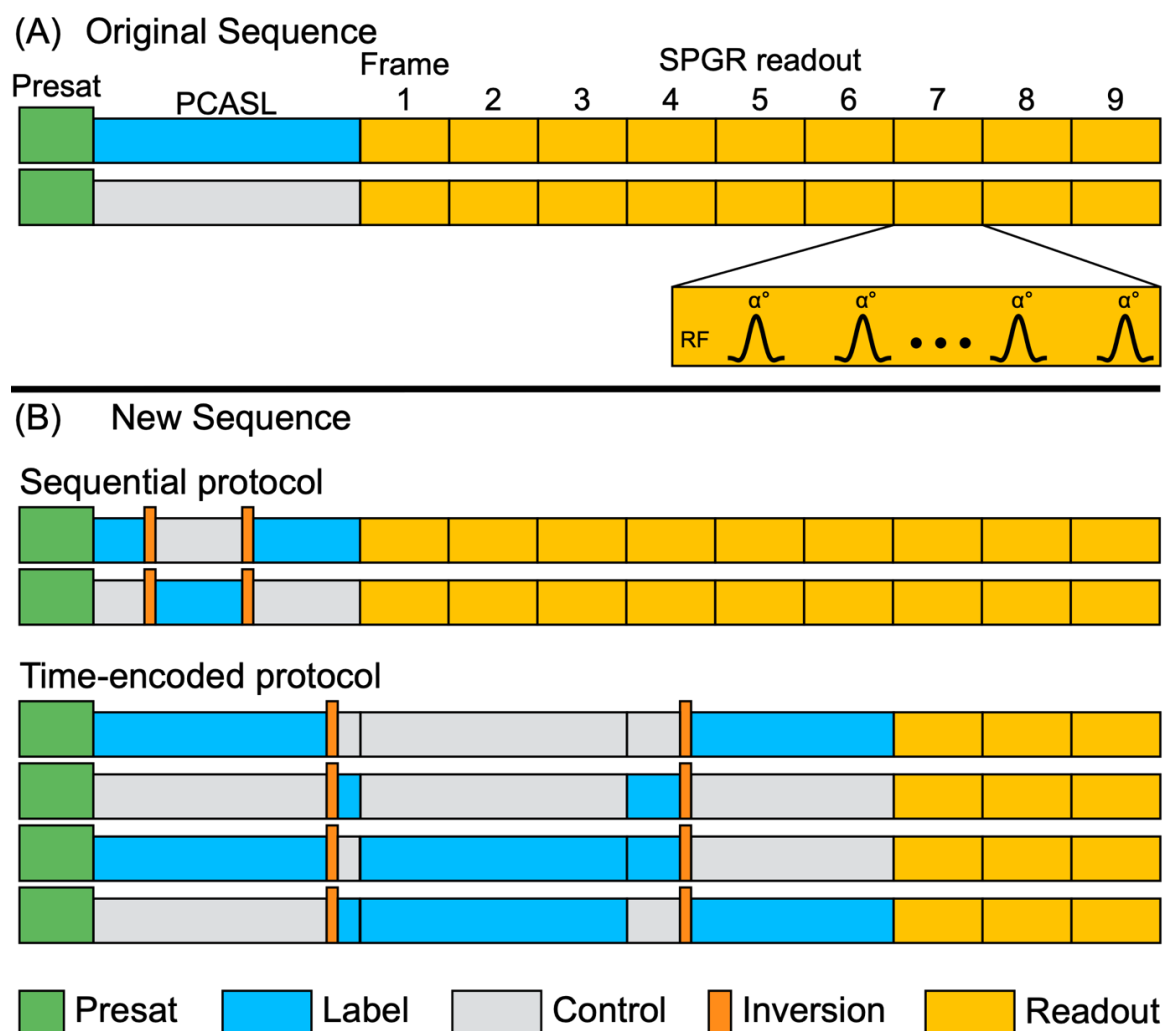 (A) Original Sequence
Presat
PCASL
Frame
SPGR readout
1 2 3 4 5 6 7 8 9
RF α° α° α° α°
(B) New Sequence
Sequential protocol
Time-encoded protocol
Presat Label Control Inversion Readout